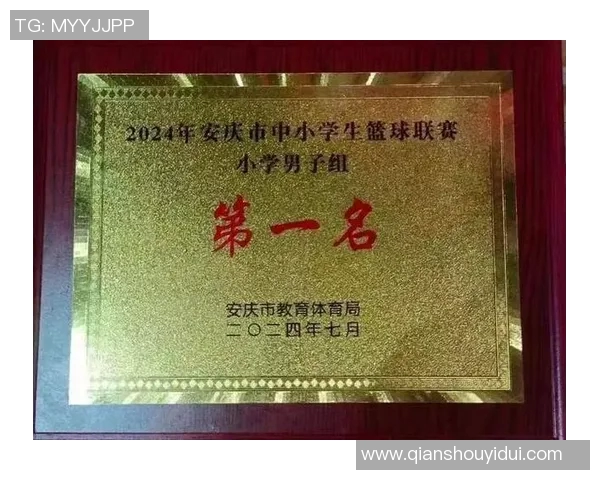 TG: MYYJJPP
2024年安庆市中小学生篮球联赛
小学男子组
第一名
安庆市教育体育局
二〇二四年七月
www.qianshouyidui.com